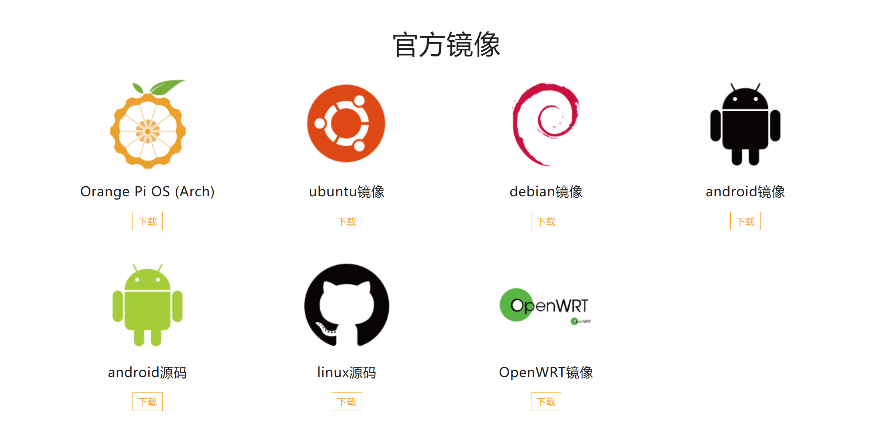 官方镜像
Orange Pi OS (Arch)
ubuntu镜像
debian镜像
android镜像
下载
下载
下载
下载
OpenWRT
OpenWRT
android源码
linux源码
OpenWRT镜像
下载
下载
下载